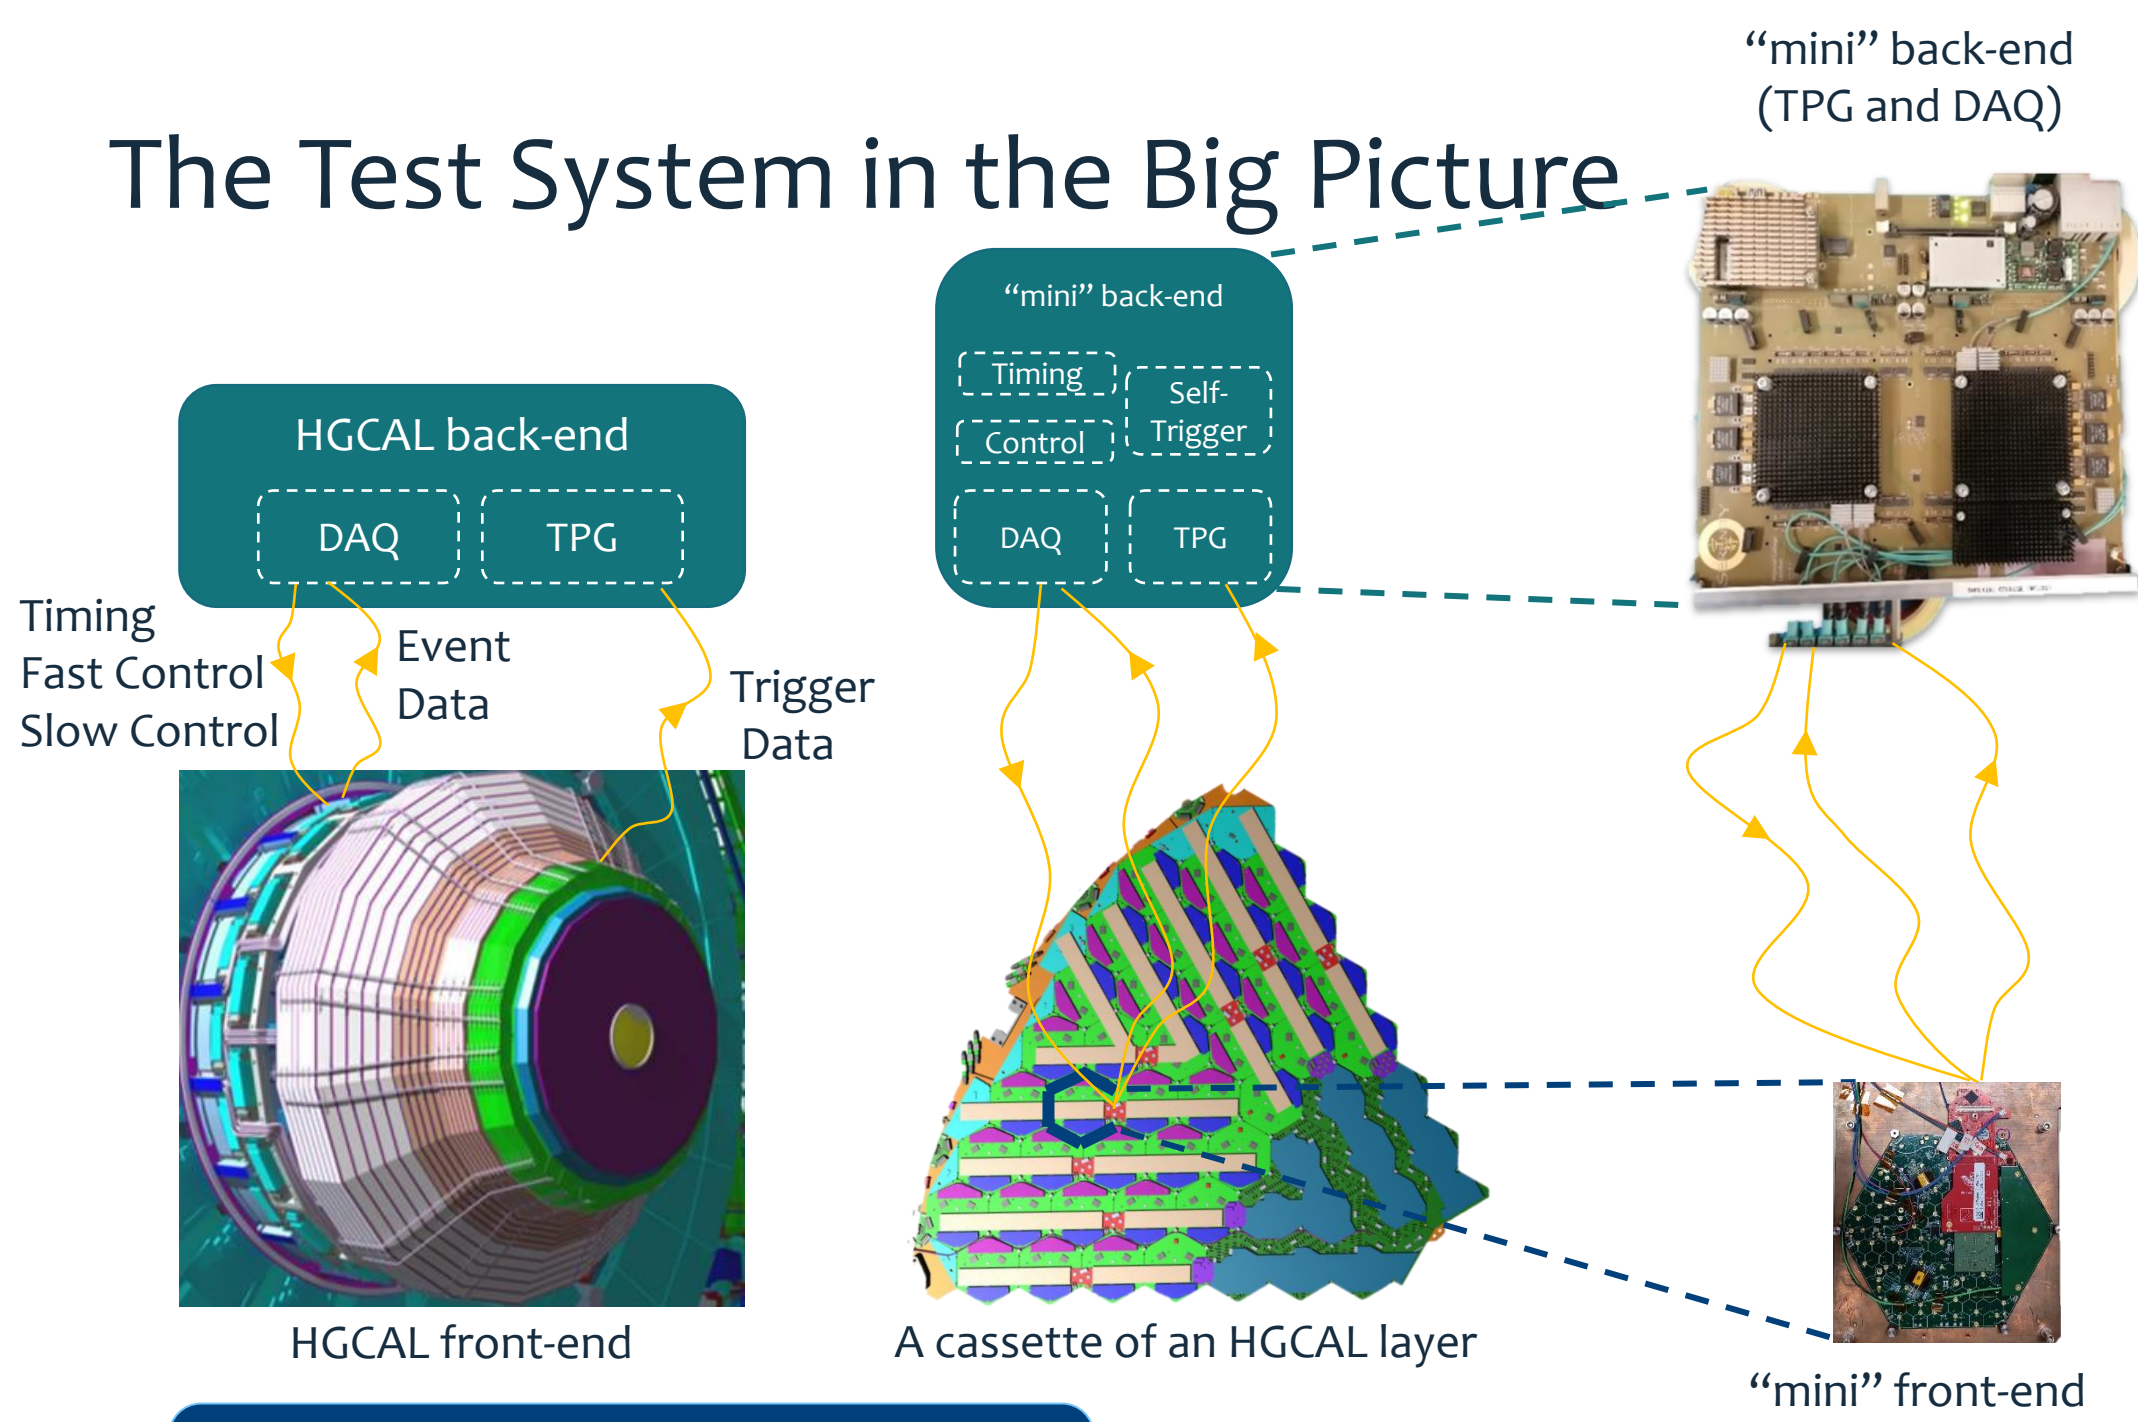 “mini” back-end
(TPG and DAQ)
The Test System in the Big Picture
“mini” back-end
Timing
Self-
Trigger
Control
DAQ
TPG
HGCAL back-end
DAQ
TPG
Timing
Fast Control
Slow Control
Event
Data
Trigger
Data
HGCAL front-end
A cassette of an HGCAL layer
“mini” front-end